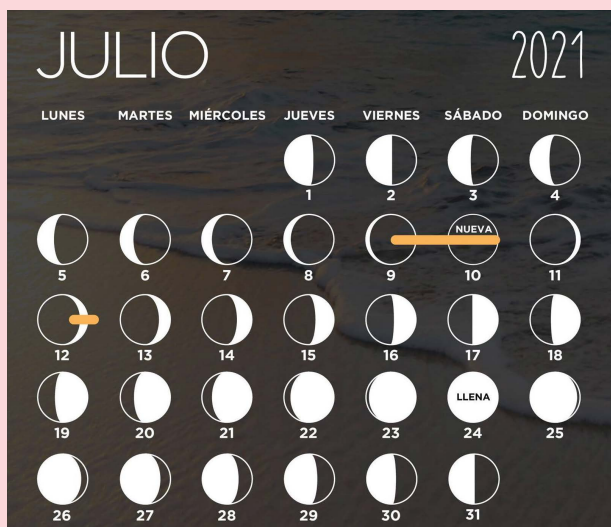 JULIO 2021
LUNES MARTES MIÉRCOLES JUEVES VIERNES SÁBADO DOMINGO
1 2 3 4
NUEVA
5 6 7 8 9 10 11
12 13 14 15 16 17 18
LLENA
19 20 21 22 23 24 25
26 27 28 29 30 31